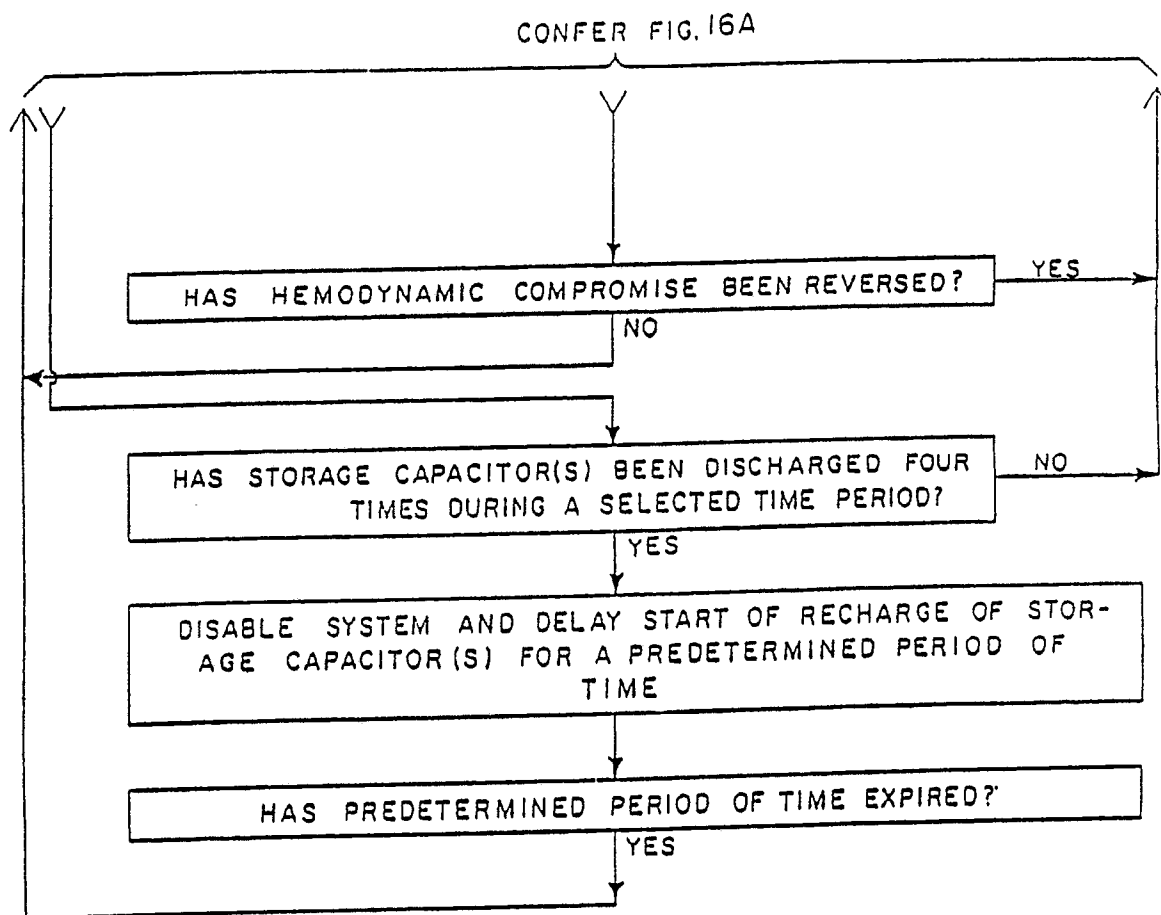 CONFER FIG. 16A
HAS HEMODYNAMIC COMPROMISE BEEN REVERSED?
YES
NO
HAS STORAGE CAPACITOR(S) BEEN DISCHARGED FOUR
TIMES DURING A SELECTED TIME PERIOD?
NO
YES
DISABLE SYSTEM AND DELAY START OF RECHARGE OF STOR-
AGE CAPACITOR(S) FOR A PREDETERMINED PERIOD OF
TIME
HAS PREDETERMINED PERIOD OF TIME EXPIRED?
YES